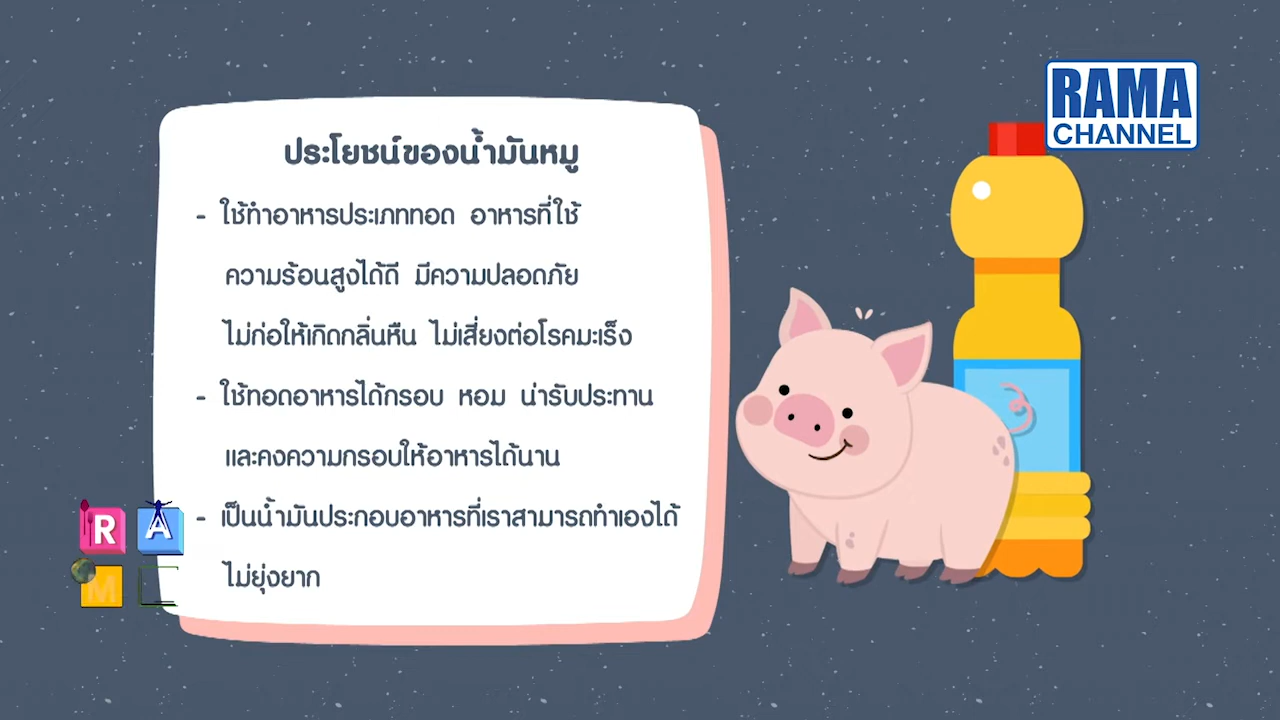 RAMA
CHANNEL
ประโยชน์ของน้ำมันหมู
- ใช้ทำอาหารประเภททอด อาหารที่ใช้
ความร้อนสูงได้ดี มีความปลอดภัย
ไม่ก่อให้เกิดกลิ่นหืน ไม่เสี่ยงต่อโรคมะเร็ง
- ใช้ทอดอาหารได้กรอบ หอม น่ารับประทาน
และคงความกรอบให้อาหารได้นาน
- เป็นน้ำมันประกอบอาหารที่เราสามารถทำเองได้
ไม่ยุ่งยาก
R A
M